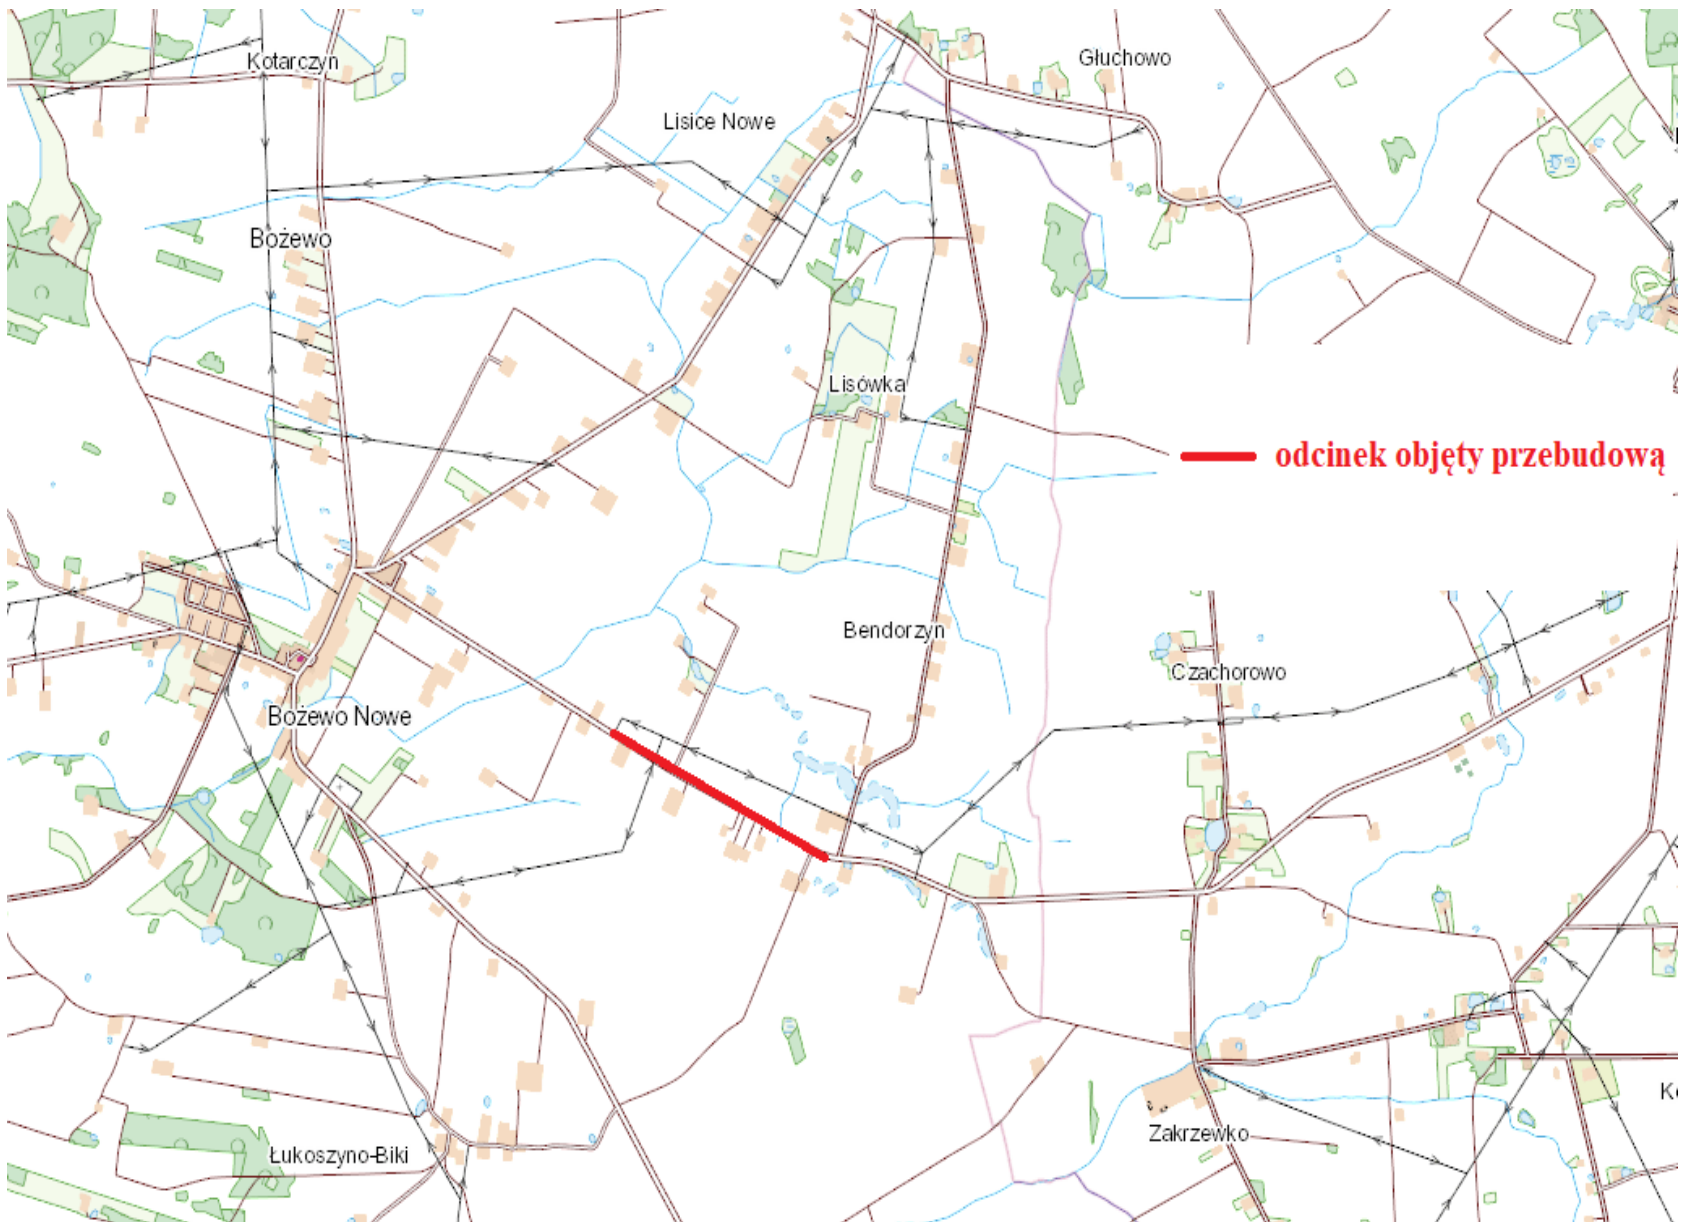 Kotarczyn
Głuchowo
Lisice Nowe
Bożewo
Lisówka
odcinek objęty przebudową
Bendorzyn
Czachorowo
Bożewo Nowe
Zakrzewko
Łukoszyno-Biki